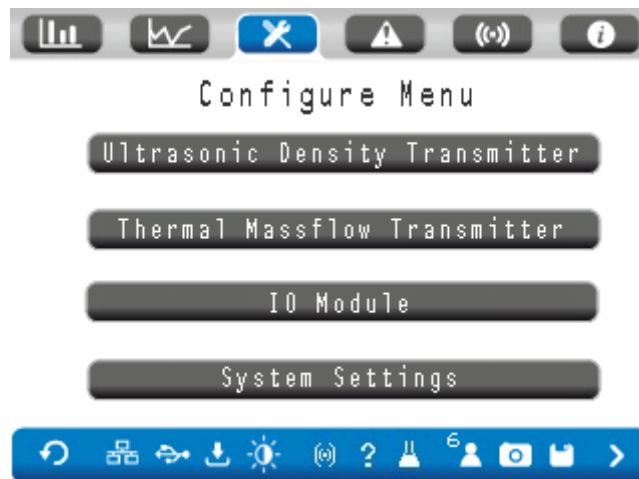 Configure Menu
Ultrasonic Density Transmitter
Thermal Massflow Transmitter
IO Module
System Settings
? 6